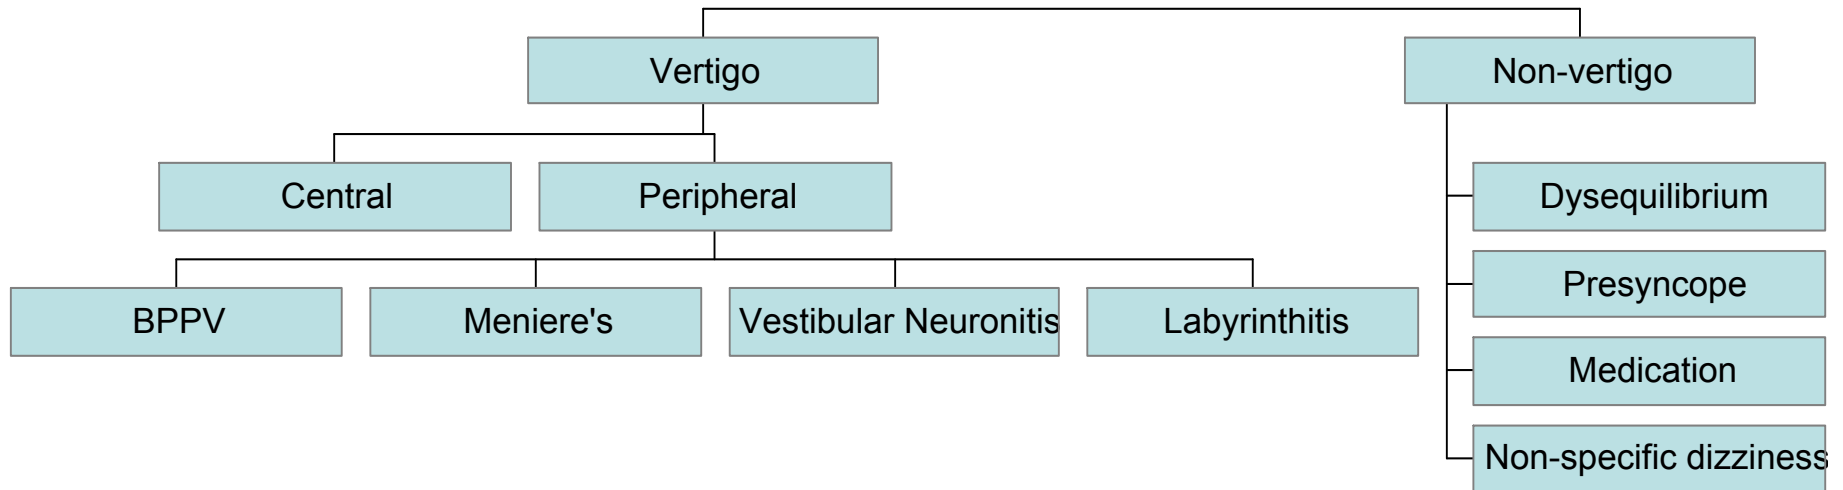 Vertigo
Non-vertigo
Central
Peripheral
Dysequilibrium
BPPV
Meniere's
Vestibular Neuronitis
Labyrinthitis
Presyncope
Medication
Non-specific dizziness